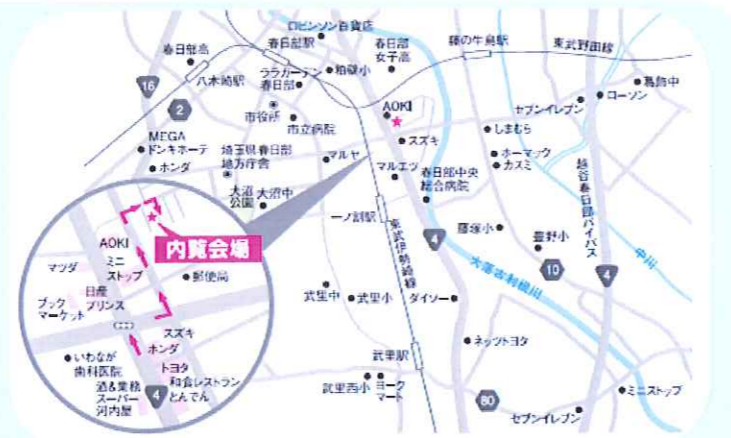 ロビンソン百貨店
春日部駅
春日部高
春日部
女子高
藤の牛島駅
東武野田線
八木崎駅
ララガーデン
春日部
粕壁小
葛飾中
16
2
市役所
市立病院
AOKI
セブンイレブン
ローソン
MEGA
ドンキホーテ
ホンダ
埼玉県春日部
地方庁舎
マルヤ
スズキ
しまむら
ホーマック
カスミ
マルエツ
春日部中央
総合病院
大沼
公園
大沼中
越谷春日部バイパス
一ノ割駅
東武伊勢崎線
4
藤塚小
豊野小
10
4
中川
大落古利根川
AOKI
内覧会場
マツダ
ミニ
ストップ
郵便局
日産
プリンス
ブック
マーケット
スズキ
ホンダ
いわなが
歯科医院
トヨタ
酒&業務
スーパー
河内屋
4
和食レストラン
とんでん
武里中
武里小
ダイソー
武里駅
ネッツトヨタ
武里西小
ヨーク
マート
80
ミニストップ
セブンイレブン